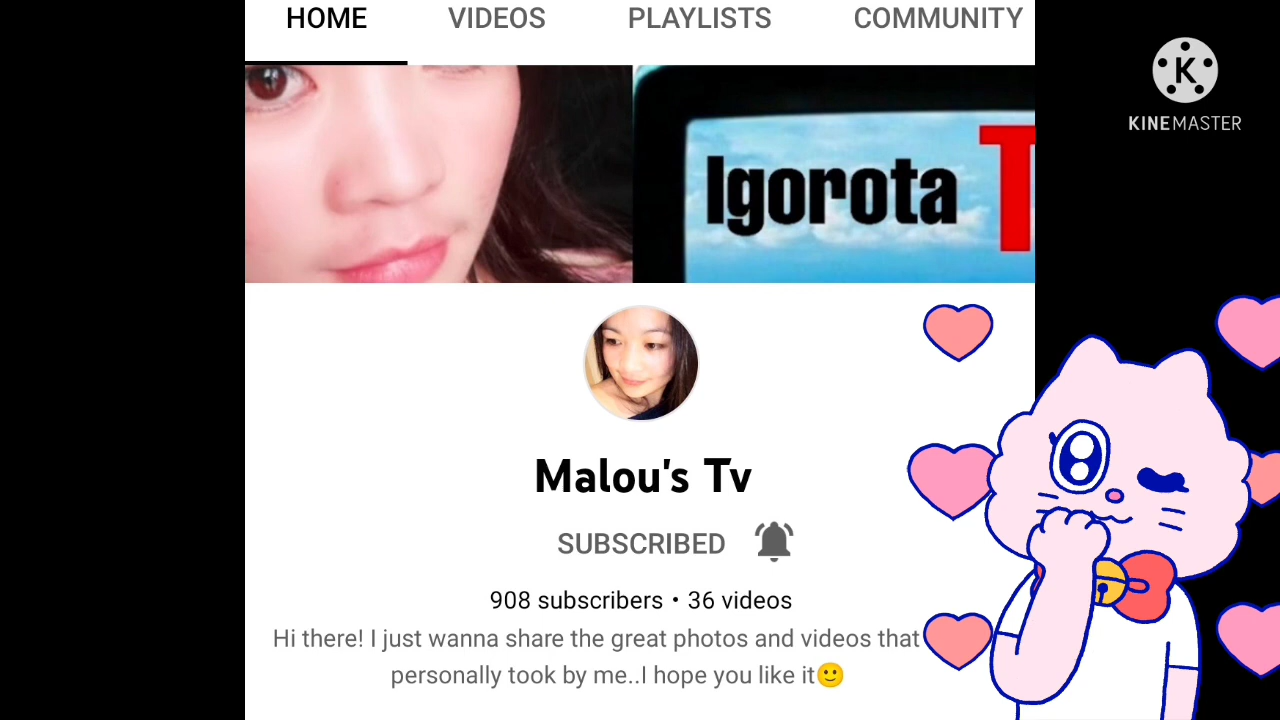 HOME VIDEOS PLAYLISTS COMMUNITY
K
KINEMASTER
Igorota T
Malou's Tv
SUBSCRIBED
908 subscribers • 36 videos
Hi there! I just wanna share the great photos and videos that
personally took by me..I hope you like it🙂